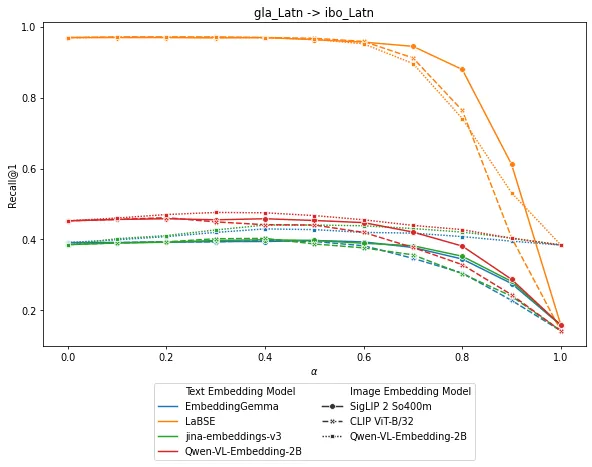 gla_Latn -> ibo_Latn
1.0
0.8
0.6
0.4
0.2
Recall@1
0.0
0.2
0.4
0.6
0.8
1.0
α
Text Embedding Model
EmbeddingGemma
LaBSE
jina-embeddings-v3
Qwen-VL-Embedding-2B
Image Embedding Model
SigLIP 2 So400m
CLIP ViT-B/32
Qwen-VL-Embedding-2B